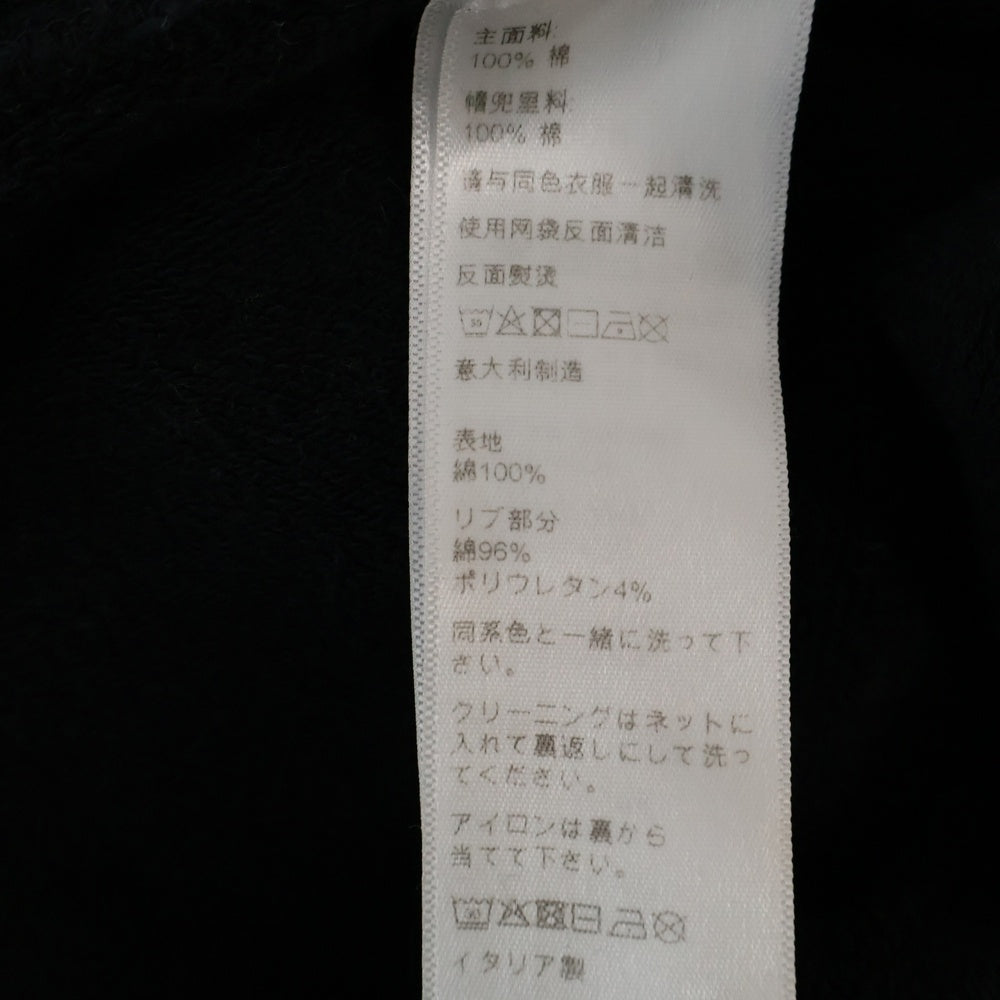 主面料:
100% 棉
帽兜里料:
100% 棉
请与同色衣服一起清洗
使用网袋反面清洁
反面熨烫
30
意大利制造
表地
綿100%
リブ部分
綿96%
ポリウレタン4%
同系色と一緒に洗って下
さい。
クリーニングはネットに
入れて裏返しにして洗っ
てください。
アイロンは裏から
当てて下さい。
30
イタリア製